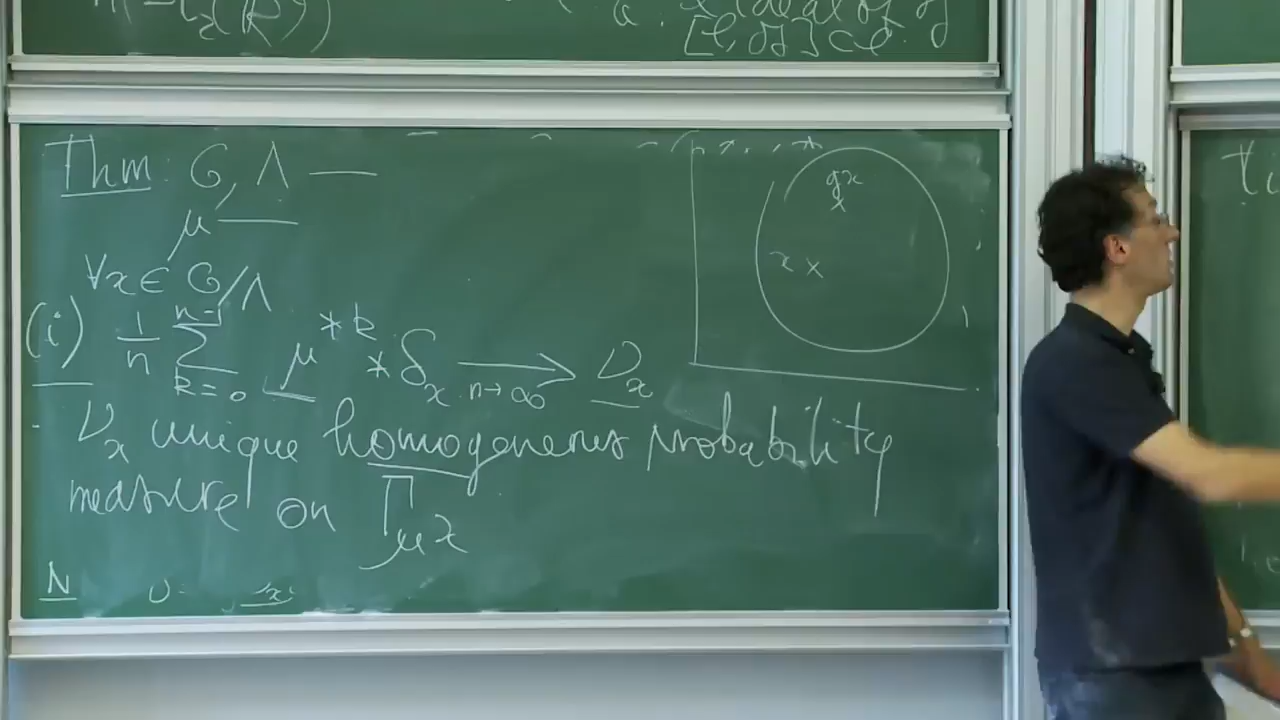 [l, g] ⊂ l.
Thm: G, Λ —
μ —
∀x ∈ G/Λ
(i) 1/n ∑_{k=0}^{n-1} μ^{*k} * δ_x ⟶_{n→∞} ν_x
ν_x unique homogeneous probability
measure on Γ_μ x
N
gx
x